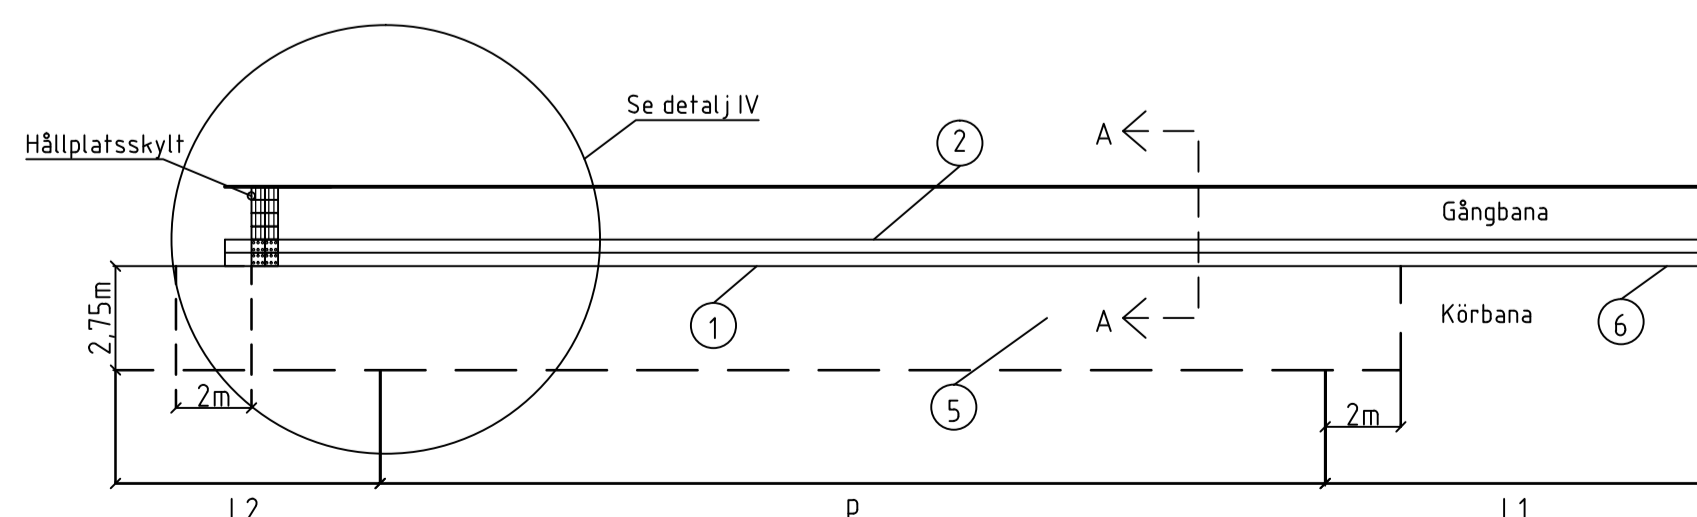 Se detalj IV
Hållplatsskylt
2
A
Gångbana
2,75m
1
A
Körbana
6
5
2m
2m
L2
P
L1